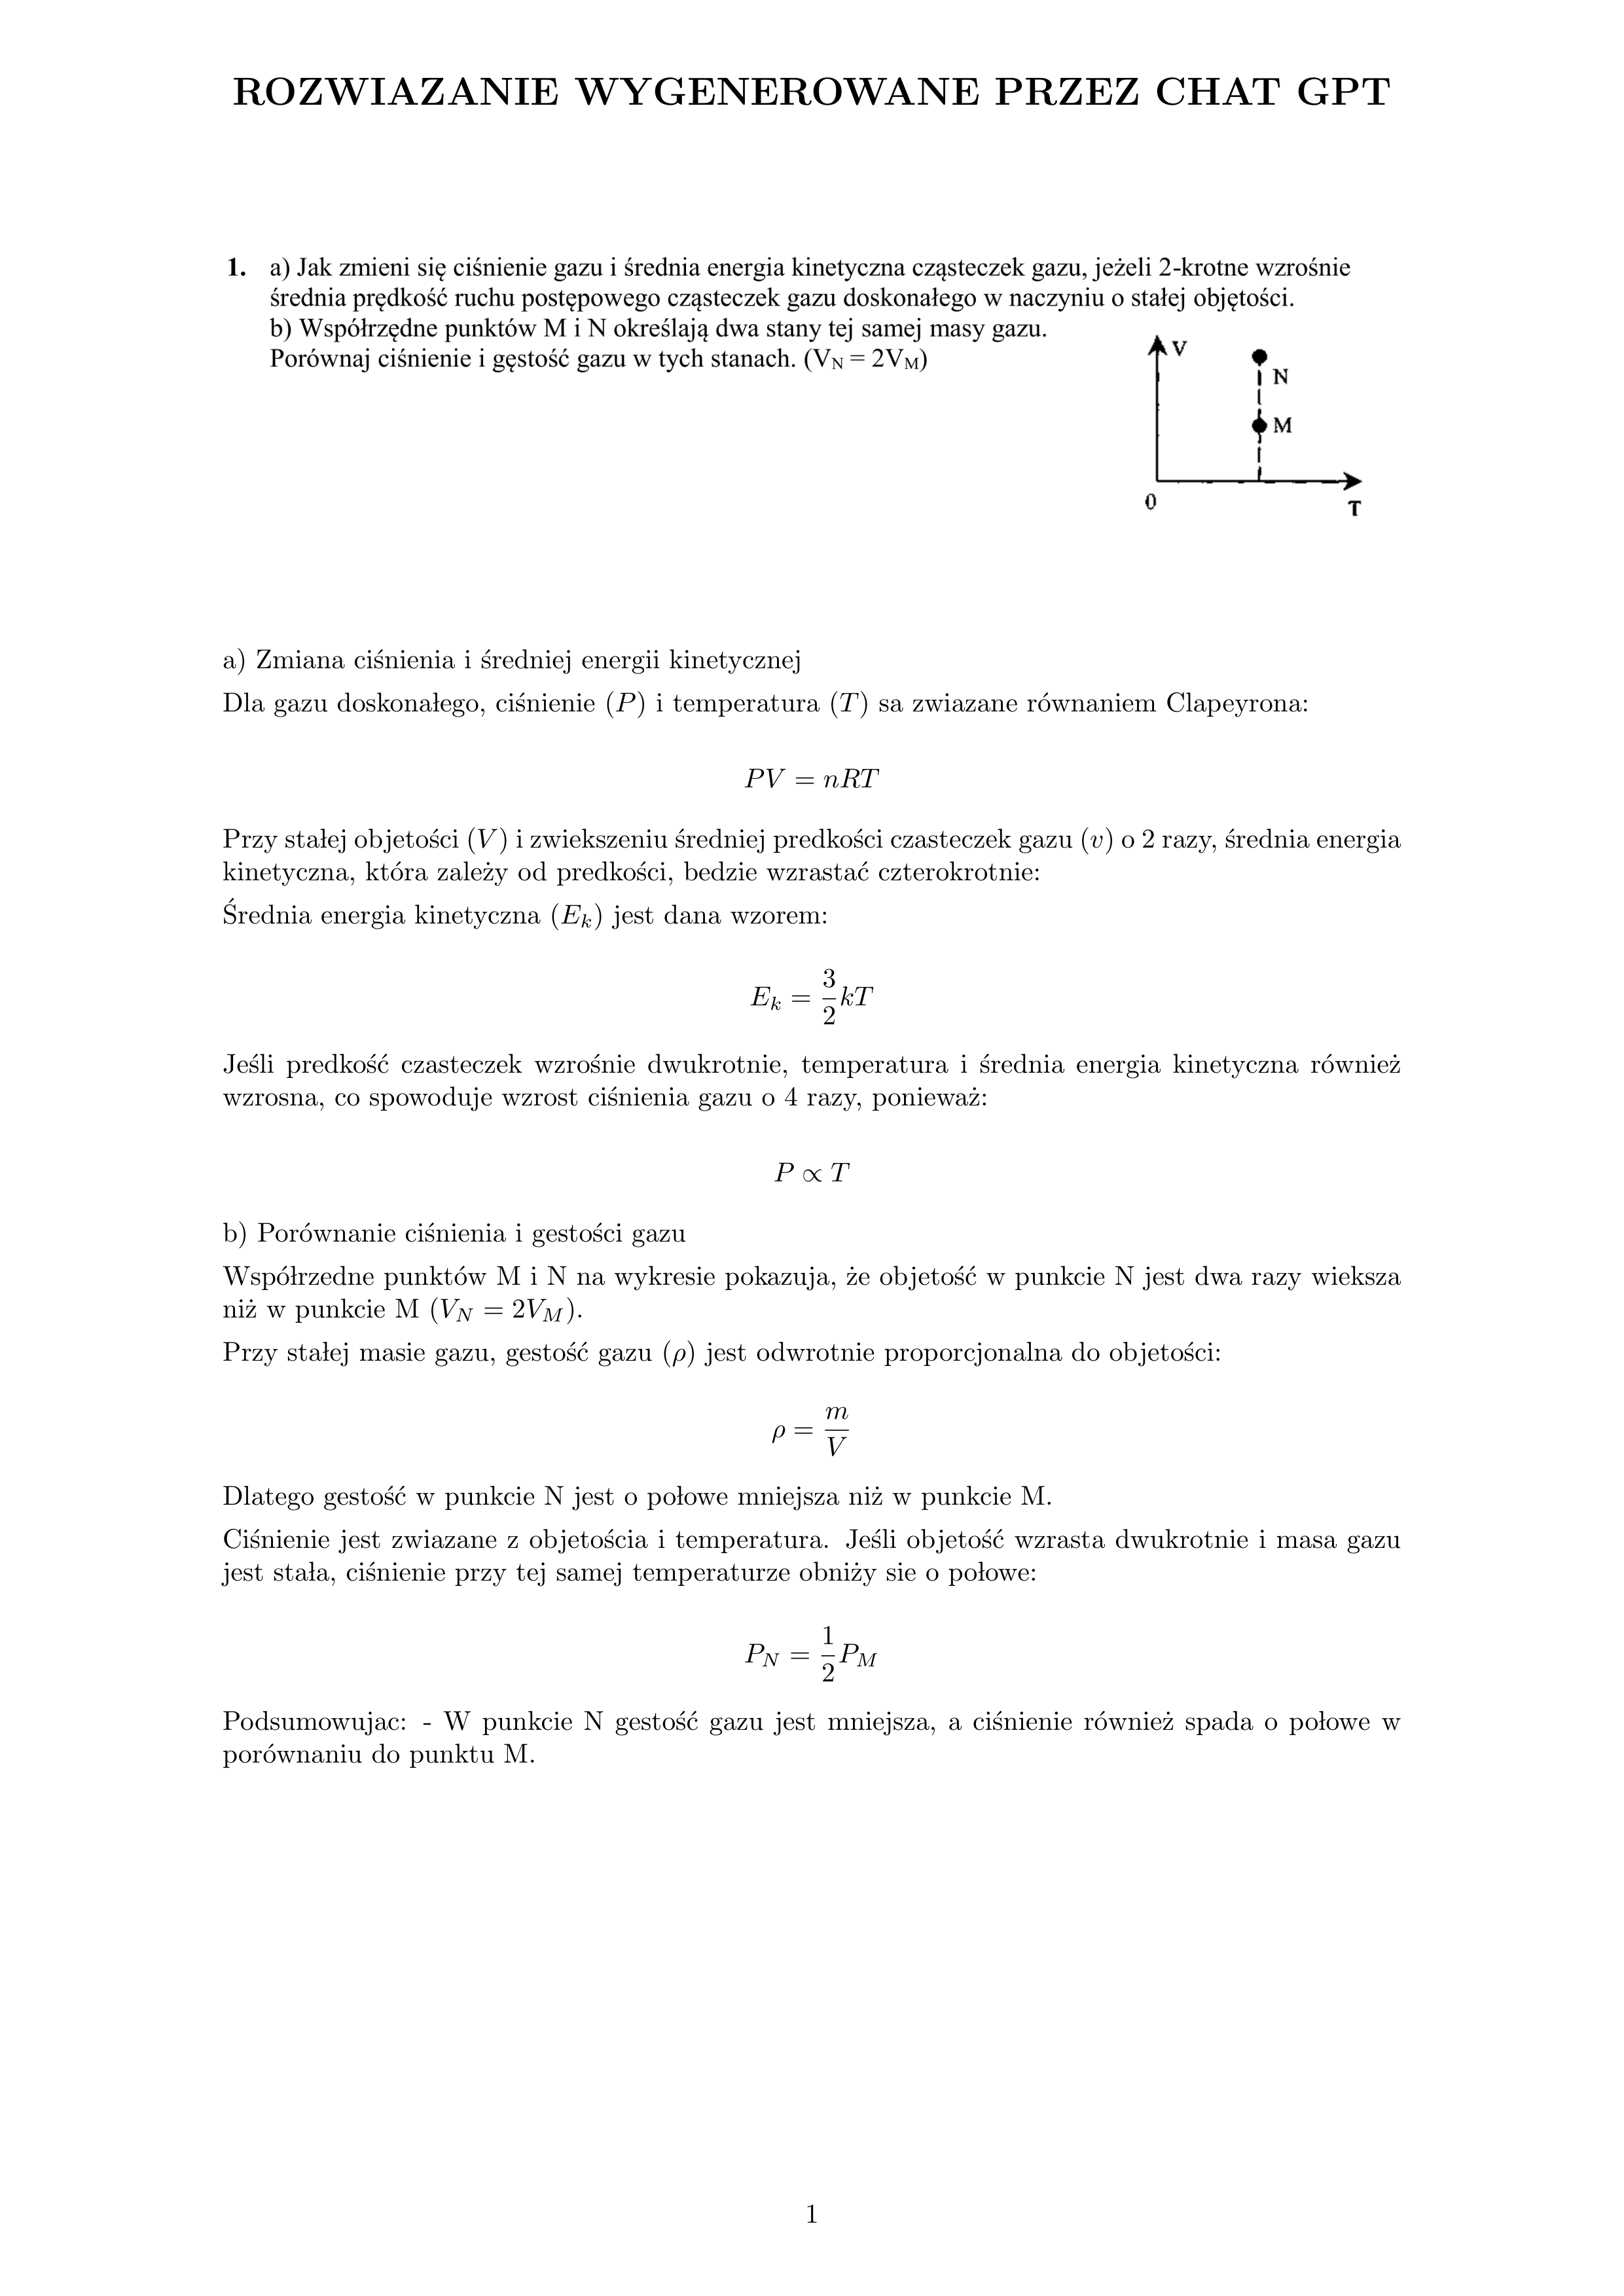 ROZWIAZANIE WYGENEROWANE PRZEZ CHAT GPT
1. a) Jak zmieni się ciśnienie gazu i średnia energia kinetyczna cząsteczek gazu, jeżeli 2-krotne wzrośnie
średnia prędkość ruchu postępowego cząsteczek gazu doskonałego w naczyniu o stałej objętości.
b) Współrzędne punktów M i N określają dwa stany tej samej masy gazu.
Porównaj ciśnienie i gęstość gazu w tych stanach. (V_N = 2V_M)
V
N
M
0
T
a) Zmiana ciśnienia i średniej energii kinetycznej
Dla gazu doskonałego, ciśnienie (P) i temperatura (T) sa zwiazane równaniem Clapeyrona:
PV = nRT
Przy stałej objetości (V) i zwiekszeniu średniej predkości czasteczek gazu (v) o 2 razy, średnia energia
kinetyczna, która zależy od predkości, bedzie wzrastać czterokrotnie:
Średnia energia kinetyczna (E_k) jest dana wzorem:
E_k = \frac{3}{2}kT
Jeśli predkość czasteczek wzrośnie dwukrotnie, temperatura i średnia energia kinetyczna również
wzrosna, co spowoduje wzrost ciśnienia gazu o 4 razy, ponieważ:
P ∝ T
b) Porównanie ciśnienia i gestości gazu
Współrzedne punktów M i N na wykresie pokazuja, że objetość w punkcie N jest dwa razy wieksza
niż w punkcie M (V_N = 2V_M).
Przy stałej masie gazu, gestość gazu (ρ) jest odwrotnie proporcjonalna do objetości:
ρ = \frac{m}{V}
Dlatego gestość w punkcie N jest o połowe mniejsza niż w punkcie M.
Ciśnienie jest zwiazane z objetościa i temperatura. Jeśli objetość wzrasta dwukrotnie i masa gazu
jest stała, ciśnienie przy tej samej temperaturze obniży sie o połowe:
P_N = \frac{1}{2}P_M
Podsumowujac: - W punkcie N gestość gazu jest mniejsza, a ciśnienie również spada o połowe w
porównaniu do punktu M.
1